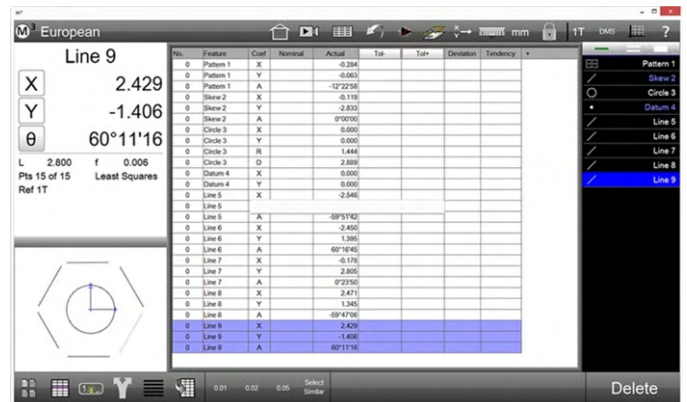 M³ European
mm
1T
DMS
?
Line 9
X 2.429
Y -1.406
θ 60°11'16
L 2.800 f 0.006
Pts 15 of 15 Least Squares
Ref 1T
No. Feature Coef Nominal Actual Tol- Tol+ Deviation Tendency +
0 Pattern 1 X -0.284
0 Pattern 1 Y -0.063
0 Pattern 1 A -12°22'58
0 Skew 2 X -0.119
0 Skew 2 Y -2.833
0 Skew 2 A 0°00'00
0 Circle 3 X 0.000
0 Circle 3 Y 0.000
0 Circle 3 R 1.444
0 Circle 3 D 2.889
0 Datum 4 X 0.000
0 Datum 4 Y 0.000
0 Line 5 X -2.546
0 Line 5
0 Line 5 A -59°51'42
0 Line 6 X -2.450
0 Line 6 Y 1.395
0 Line 6 A 60°16'45
0 Line 7 X -0.178
0 Line 7 Y 2.805
0 Line 7 A 0°23'50
0 Line 8 X 2.471
0 Line 8 Y 1.345
0 Line 8 A -59°47'06
0 Line 9 X 2.429
0 Line 9 Y -1.406
0 Line 9 A 60°11'16
Pattern 1
Skew 2
Circle 3
Datum 4
Line 5
Line 6
Line 7
Line 8
Line 9
0.01 0.02 0.05 Select Similar
Delete